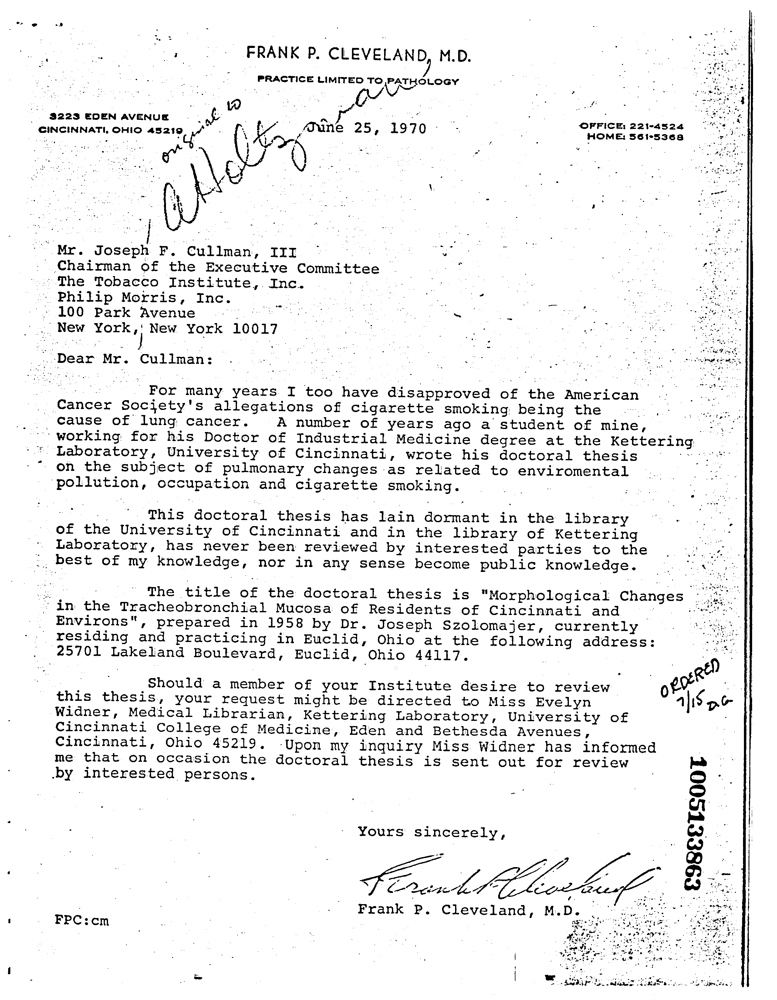 FRANK P. CLEVELAND, M.D.
PRACTICE LIMITED TO PATHOLOGY
3223 EDEN AVENUE
CINCINNATI, OHIO 45219
OFFICE: 221-4524
HOME: 561-5368
original to
A Holtzman
June 25, 1970
Mr. Joseph F. Cullman, III
Chairman of the Executive Committee
The Tobacco Institute, Inc.
Philip Morris, Inc.
100 Park Avenue
New York, New York 10017
Dear Mr. Cullman:
For many years I too have disapproved of the American
Cancer Society's allegations of cigarette smoking being the
cause of lung cancer. A number of years ago a student of mine,
working for his Doctor of Industrial Medicine degree at the Kettering
Laboratory, University of Cincinnati, wrote his doctoral thesis
on the subject of pulmonary changes as related to enviromental
pollution, occupation and cigarette smoking.
This doctoral thesis has lain dormant in the library
of the University of Cincinnati and in the library of Kettering
Laboratory, has never been reviewed by interested parties to the
best of my knowledge, nor in any sense become public knowledge.
The title of the doctoral thesis is "Morphological Changes
in the Tracheobronchial Mucosa of Residents of Cincinnati and
Environs", prepared in 1958 by Dr. Joseph Szolomajer, currently
residing and practicing in Euclid, Ohio at the following address:
25701 Lakeland Boulevard, Euclid, Ohio 44117.
Should a member of your Institute desire to review
this thesis, your request might be directed to Miss Evelyn
Widner, Medical Librarian, Kettering Laboratory, University of
Cincinnati College of Medicine, Eden and Bethesda Avenues,
Cincinnati, Ohio 45219. Upon my inquiry Miss Widner has informed
me that on occasion the doctoral thesis is sent out for review
by interested persons.
ORDERED
7/15 D.G
1005133863
Yours sincerely,
Frank P Cleveland
Frank P. Cleveland, M.D.
FPC:cm